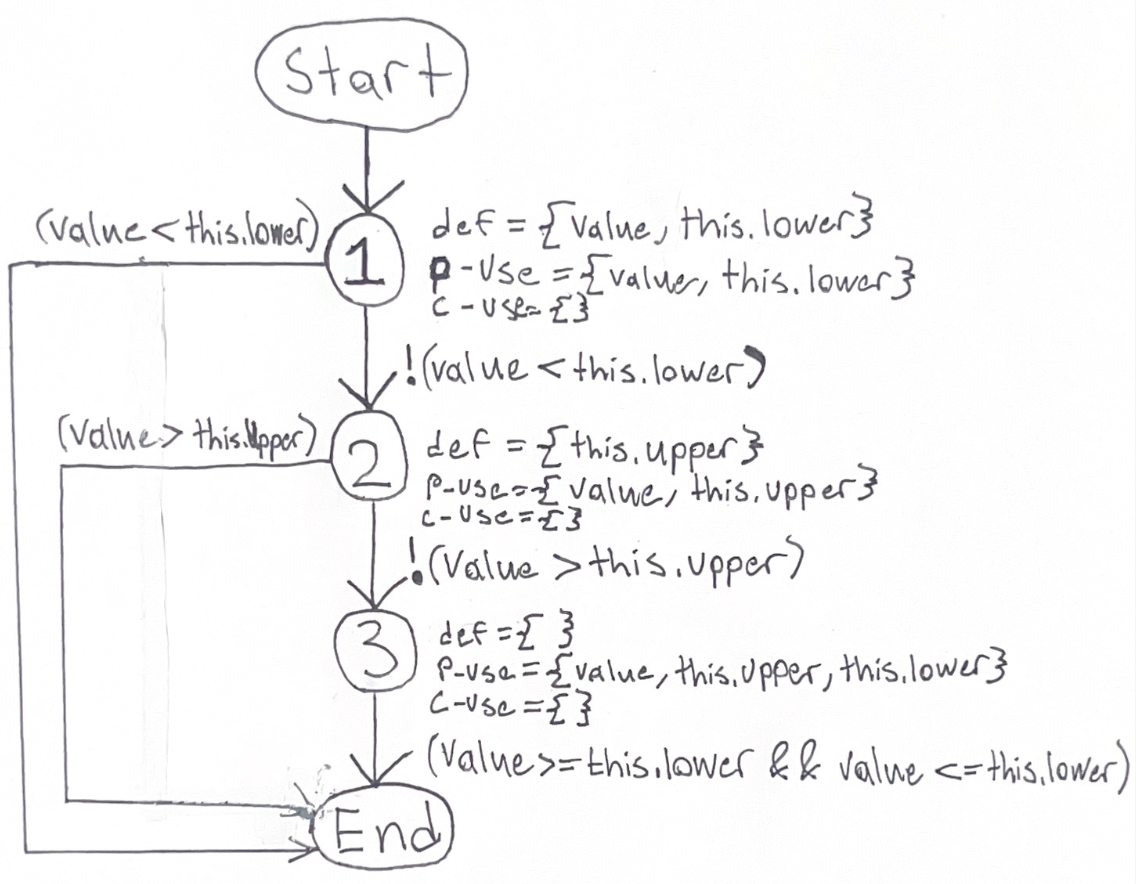 Start
(value < this.lower)
1
def = {value, this.lower}
p-use = {value, this.lower}
c-use = {}
!(value < this.lower)
(value > this.upper)
2
def = {this.upper}
p-use = {value, this.upper}
c-use = {}
!(value > this.upper)
3
def = { }
p-use = {value, this.upper, this.lower}
c-use = { }
(value >= this.lower && value <= this.lower)
End